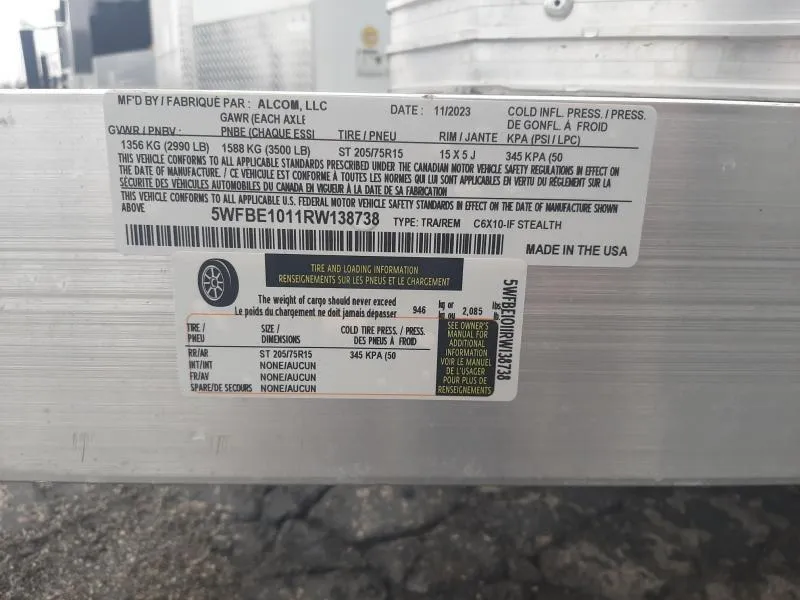 MF'D BY / FABRIQUÉ PAR : ALCOM, LLC DATE : 11/2023 COLD INFL. PRESS. / PRESS.
GAWR (EACH AXLE DE GONFL. À FROID
GVWR / PNBV : PNBE (CHAQUE ESSI TIRE / PNEU RIM / JANTE KPA (PSI / LPC)
1356 KG (2990 LB) 1588 KG (3500 LB) ST 205/75R15 15 X 5 J 345 KPA (50
THIS VEHICLE CONFORMS TO ALL APPLICABLE STANDARDS PRESCRIBED UNDER THE CANADIAN MOTOR VEHICLE SAFETY REGULATIONS IN EFFECT ON
THE DATE OF MANUFACTURE. / CE VÉHICULE EST CONFORME À TOUTES LES NORMES QUI LUI SONT APPLICABLES EN VERTU DU RÈGLEMENT SUR LA
SÉCURITÉ DES VÉHICULES AUTOMOBILES DU CANADA EN VIGUEUR À LA DATE DE SA FABRICATION
THIS VEHICLE CONFORMS TO ALL APPLICABLE U.S. FEDERAL MOTOR VEHICLE SAFETY STANDARDS IN EFFECT ON THE DATE OF MANUFACTURE SHOWN
ABOVE
5WFBE1011RW138738 TYPE: TRA/REM C6X10-IF STEALTH
MADE IN THE USA
TIRE AND LOADING INFORMATION
RENSEIGNEMENTS SUR LES PNEUS ET LE CHARGEMENT
The weight of cargo should never exceed
Le poids du chargement ne doit jamais dépasser
946 kg or kg ou 2,085 lbs
TIRE / PNEU SIZE / DIMENSIONS COLD TIRE PRESS. / PRESS. DES PNEUS À FROID
RR/AR ST 205/75R15 345 KPA (50
INT/INT NONE/AUCUN
FR/AV NONE/AUCUN
SPARE/DE SECOURS NONE/AUCUN
SEE OWNER'S
MANUAL FOR
ADDITIONAL
INFORMATION
VOIR LE MANUEL
DE L'USAGER
POUR PLUS DE
RENSEIGNEMENTS
5WFBE1011RW138738